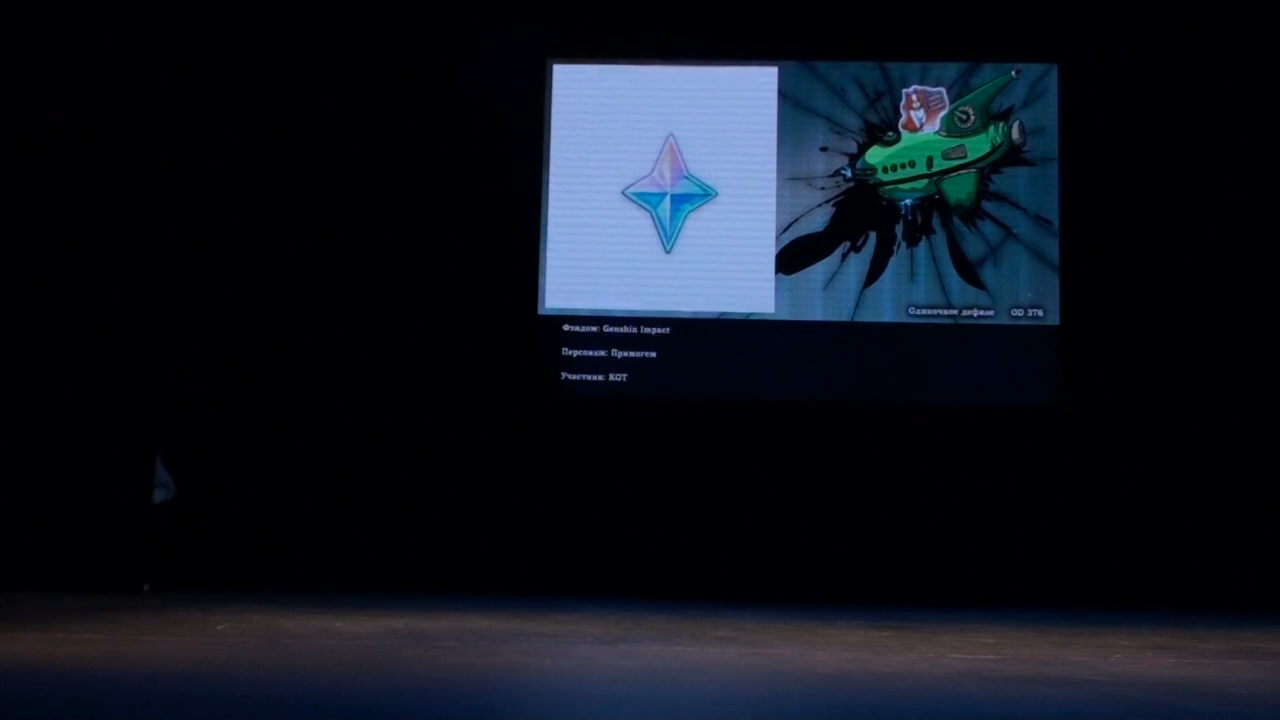 Одиночное дефиле OD 376
Фэндом: Genshin Impact
Персонаж: Примогем
Участник: КОТ